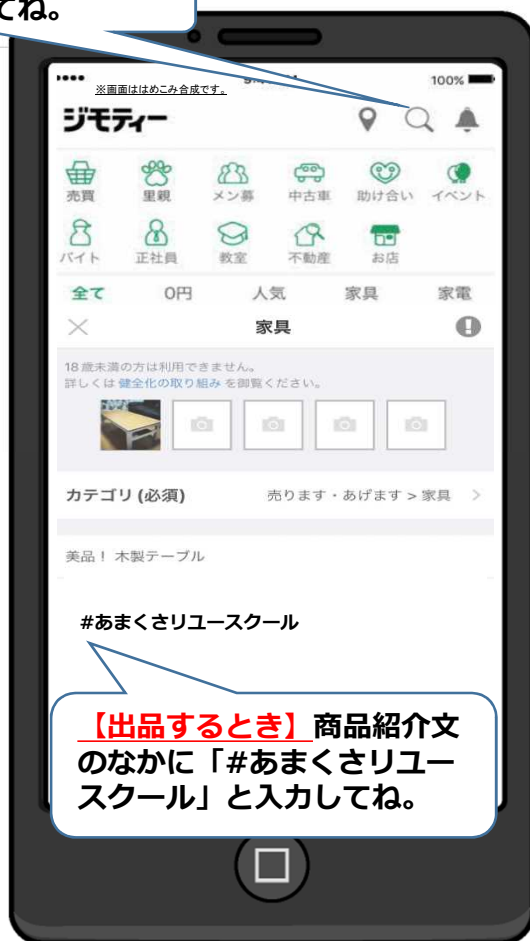 てね。
※画面ははめこみ合成です。
100%
ジモティー
売買 里親 メン募 中古車 助け合い イベント
バイト 正社員 教室 不動産 お店
全て 0円 人気 家具 家電
家具
18歳未満の方は利用できません。
詳しくは 健全化の取り組み を御覧ください。
カテゴリ (必須) 売ります・あげます > 家具 >
美品！ 木製テーブル
#あまくさリユースクール
【出品するとき】商品紹介文
のなかに「#あまくさリユー
スクール」と入力してね。